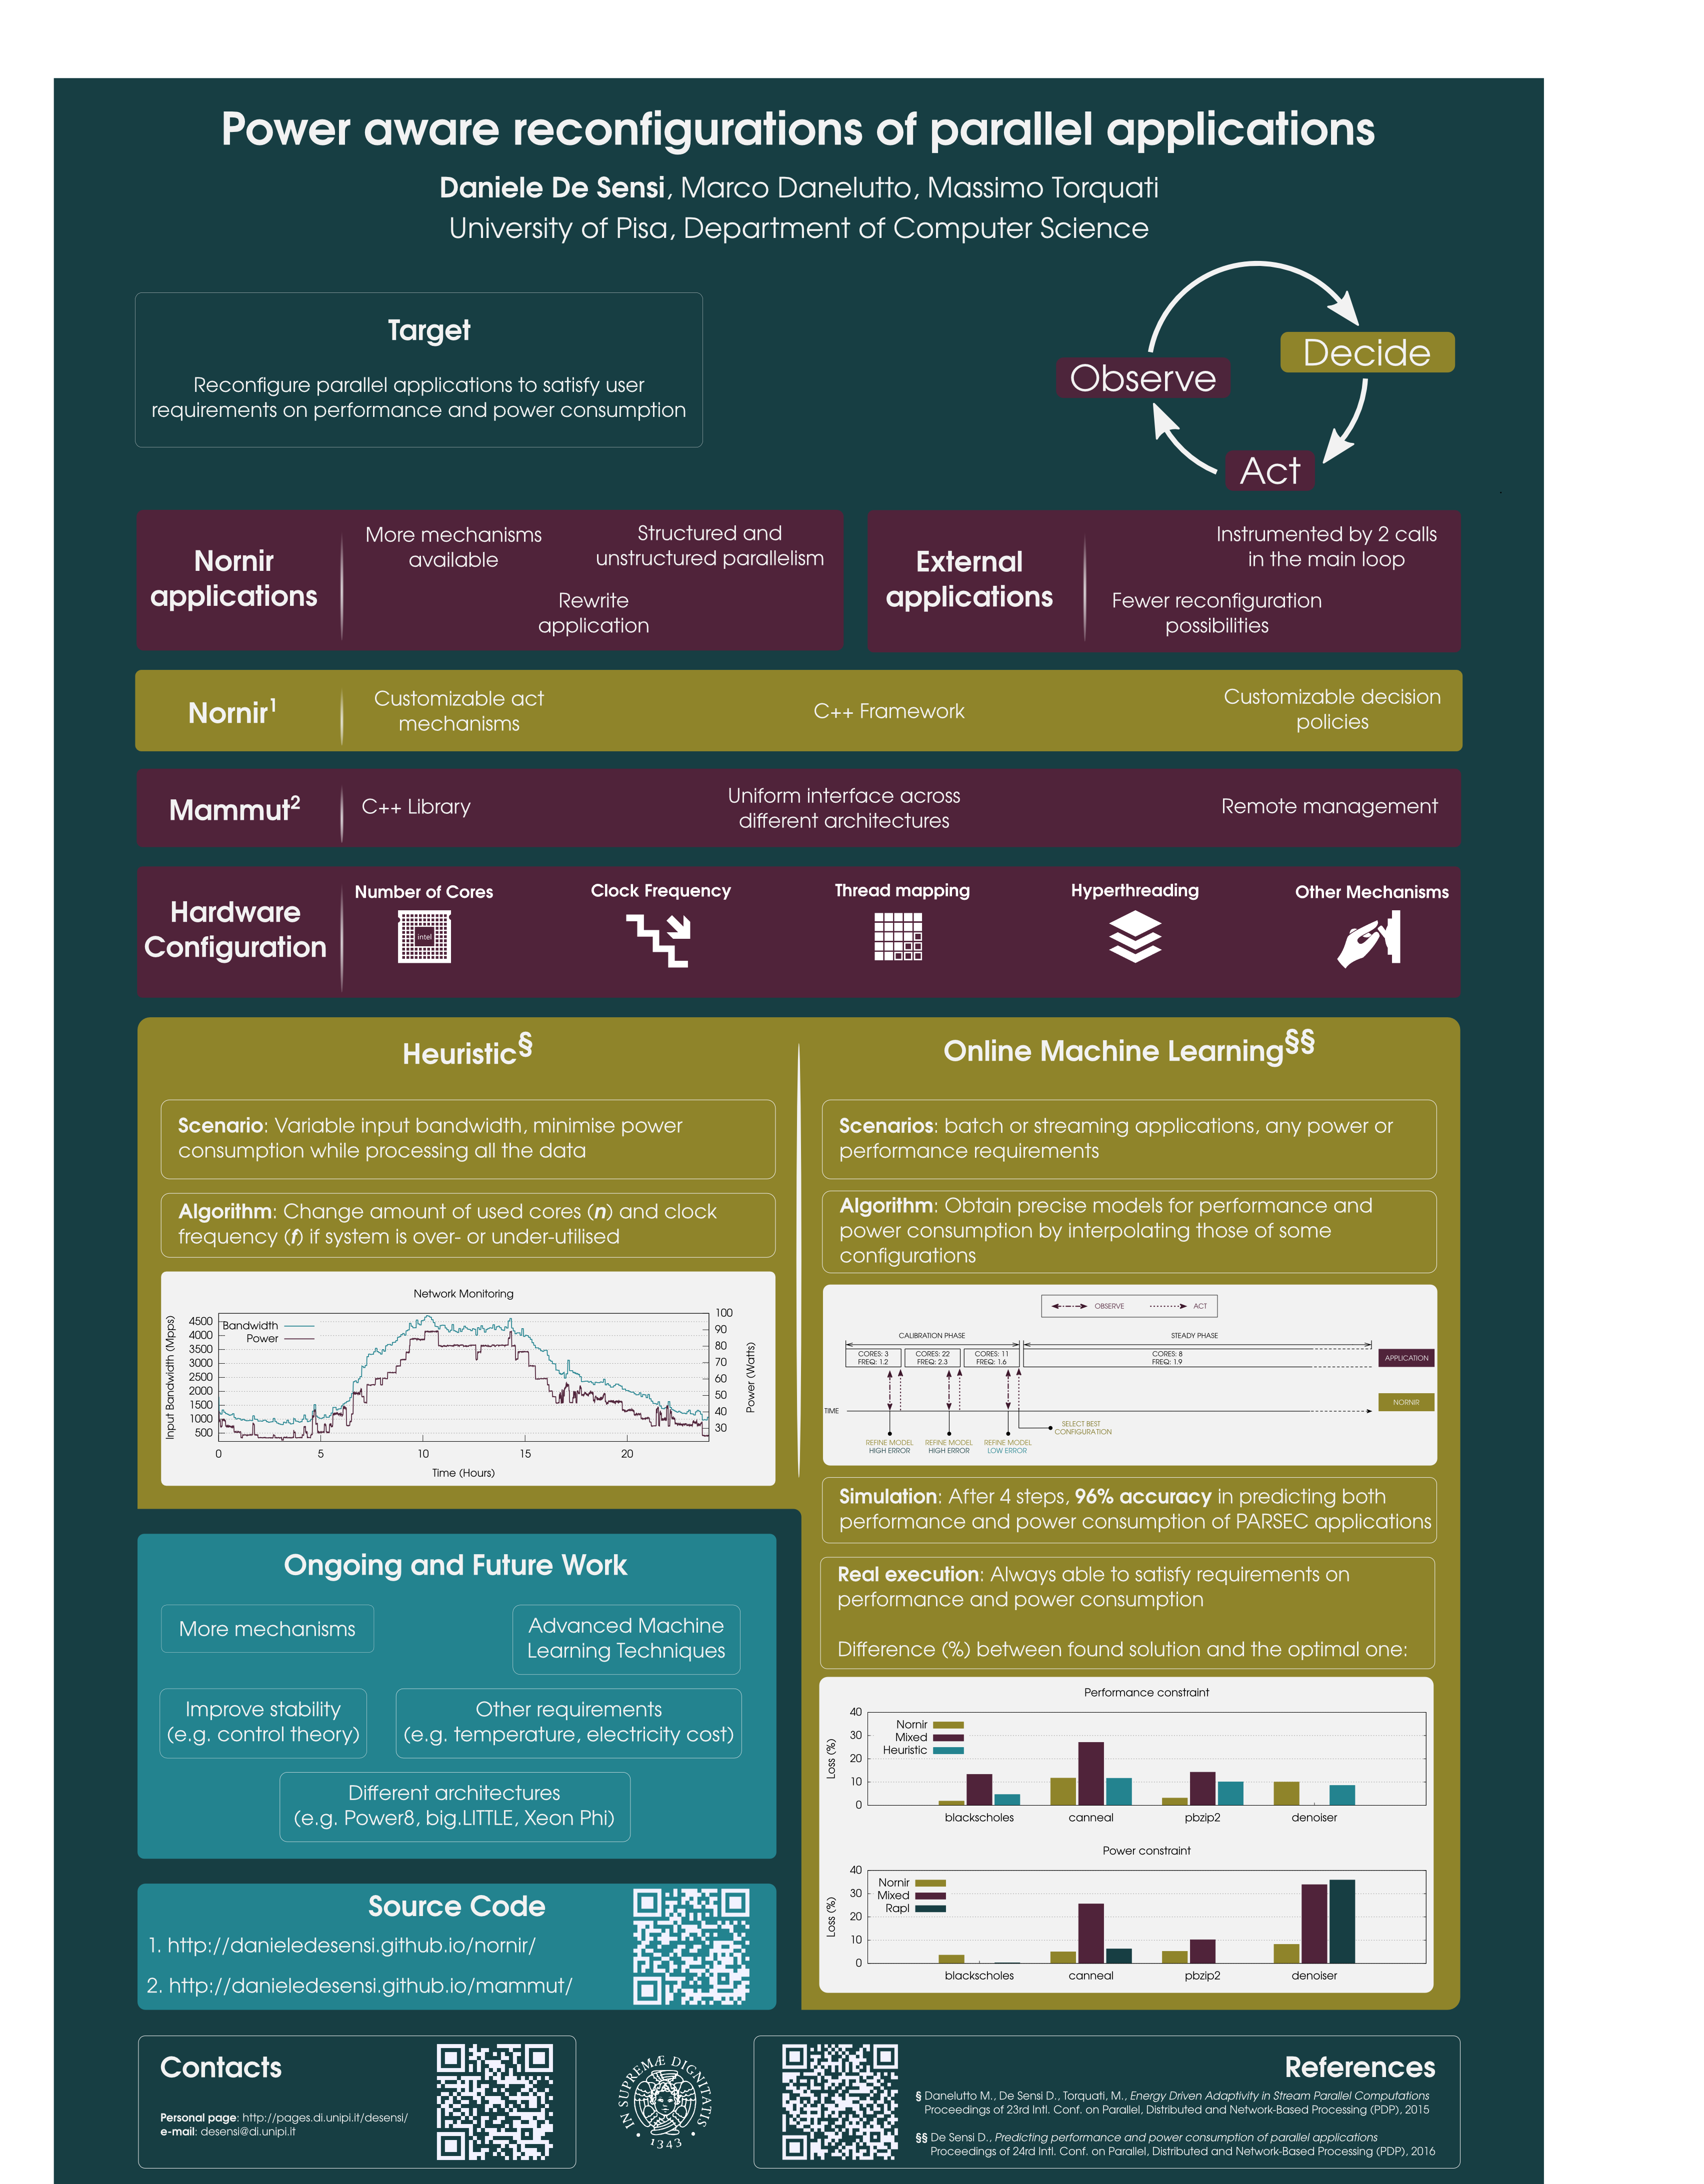 Power aware reconfigurations of parallel applications
Daniele De Sensi, Marco Danelutto, Massimo Torquati
University of Pisa, Department of Computer Science
Target
Reconfigure parallel applications to satisfy user
requirements on performance and power consumption
Observe
Decide
Act
Nornir
applications
More mechanisms
available
Structured and
unstructured parallelism
Rewrite
application
External
applications
Instrumented by 2 calls
in the main loop
Fewer reconfiguration
possibilities
Nornir¹
Customizable act
mechanisms
C++ Framework
Customizable decision
policies
Mammut²
C++ Library
Uniform interface across
different architectures
Remote management
Hardware
Configuration
Number of Cores
intel
Clock Frequency
Thread mapping
Hyperthreading
Other Mechanisms
Heuristic§
Scenario: Variable input bandwidth, minimise power
consumption while processing all the data
Algorithm: Change amount of used cores (n) and clock
frequency (f) if system is over- or under-utilised
Network Monitoring
Input Bandwidth (Mpps)
4500
4000
3500
3000
2500
2000
1500
1000
500
Bandwidth
Power
100
90
80
70
60
50
40
30
Power (Watts)
0 5 10 15 20
Time (Hours)
Online Machine Learning§§
Scenarios: batch or streaming applications, any power or
performance requirements
Algorithm: Obtain precise models for performance and
power consumption by interpolating those of some
configurations
OBSERVE ACT
CALIBRATION PHASE
STEADY PHASE
CORES: 3
FREQ: 1.2
CORES: 22
FREQ: 2.3
CORES: 11
FREQ: 1.6
CORES: 8
FREQ: 1.9
APPLICATION
TIME
NORNIR
SELECT BEST
CONFIGURATION
REFINE MODEL
HIGH ERROR
REFINE MODEL
HIGH ERROR
REFINE MODEL
LOW ERROR
Simulation: After 4 steps, 96% accuracy in predicting both
performance and power consumption of PARSEC applications
Real execution: Always able to satisfy requirements on
performance and power consumption
Difference (%) between found solution and the optimal one:
Performance constraint
Loss (%)
40
30
20
10
0
Nornir
Mixed
Heuristic
blackscholes canneal pbzip2 denoiser
Power constraint
Loss (%)
40
30
20
10
0
Nornir
Mixed
Rapl
blackscholes canneal pbzip2 denoiser
Ongoing and Future Work
More mechanisms
Advanced Machine
Learning Techniques
Improve stability
(e.g. control theory)
Other requirements
(e.g. temperature, electricity cost)
Different architectures
(e.g. Power8, big.LITTLE, Xeon Phi)
Source Code
1. http://danieledesensi.github.io/nornir/
2. http://danieledesensi.github.io/mammut/
Contacts
Personal page: http://pages.di.unipi.it/desensi/
e-mail: desensi@di.unipi.it
IN SUPREMÆ DIGNITATIS
1343
References
§ Danelutto M., De Sensi D., Torquati, M., Energy Driven Adaptivity in Stream Parallel Computations
Proceedings of 23rd Intl. Conf. on Parallel, Distributed and Network-Based Processing (PDP), 2015
§§ De Sensi D., Predicting performance and power consumption of parallel applications
Proceedings of 24rd Intl. Conf. on Parallel, Distributed and Network-Based Processing (PDP), 2016